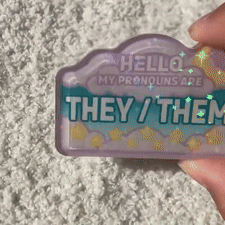 HELLO
MY PRONOUNS ARE
THEY / THEM